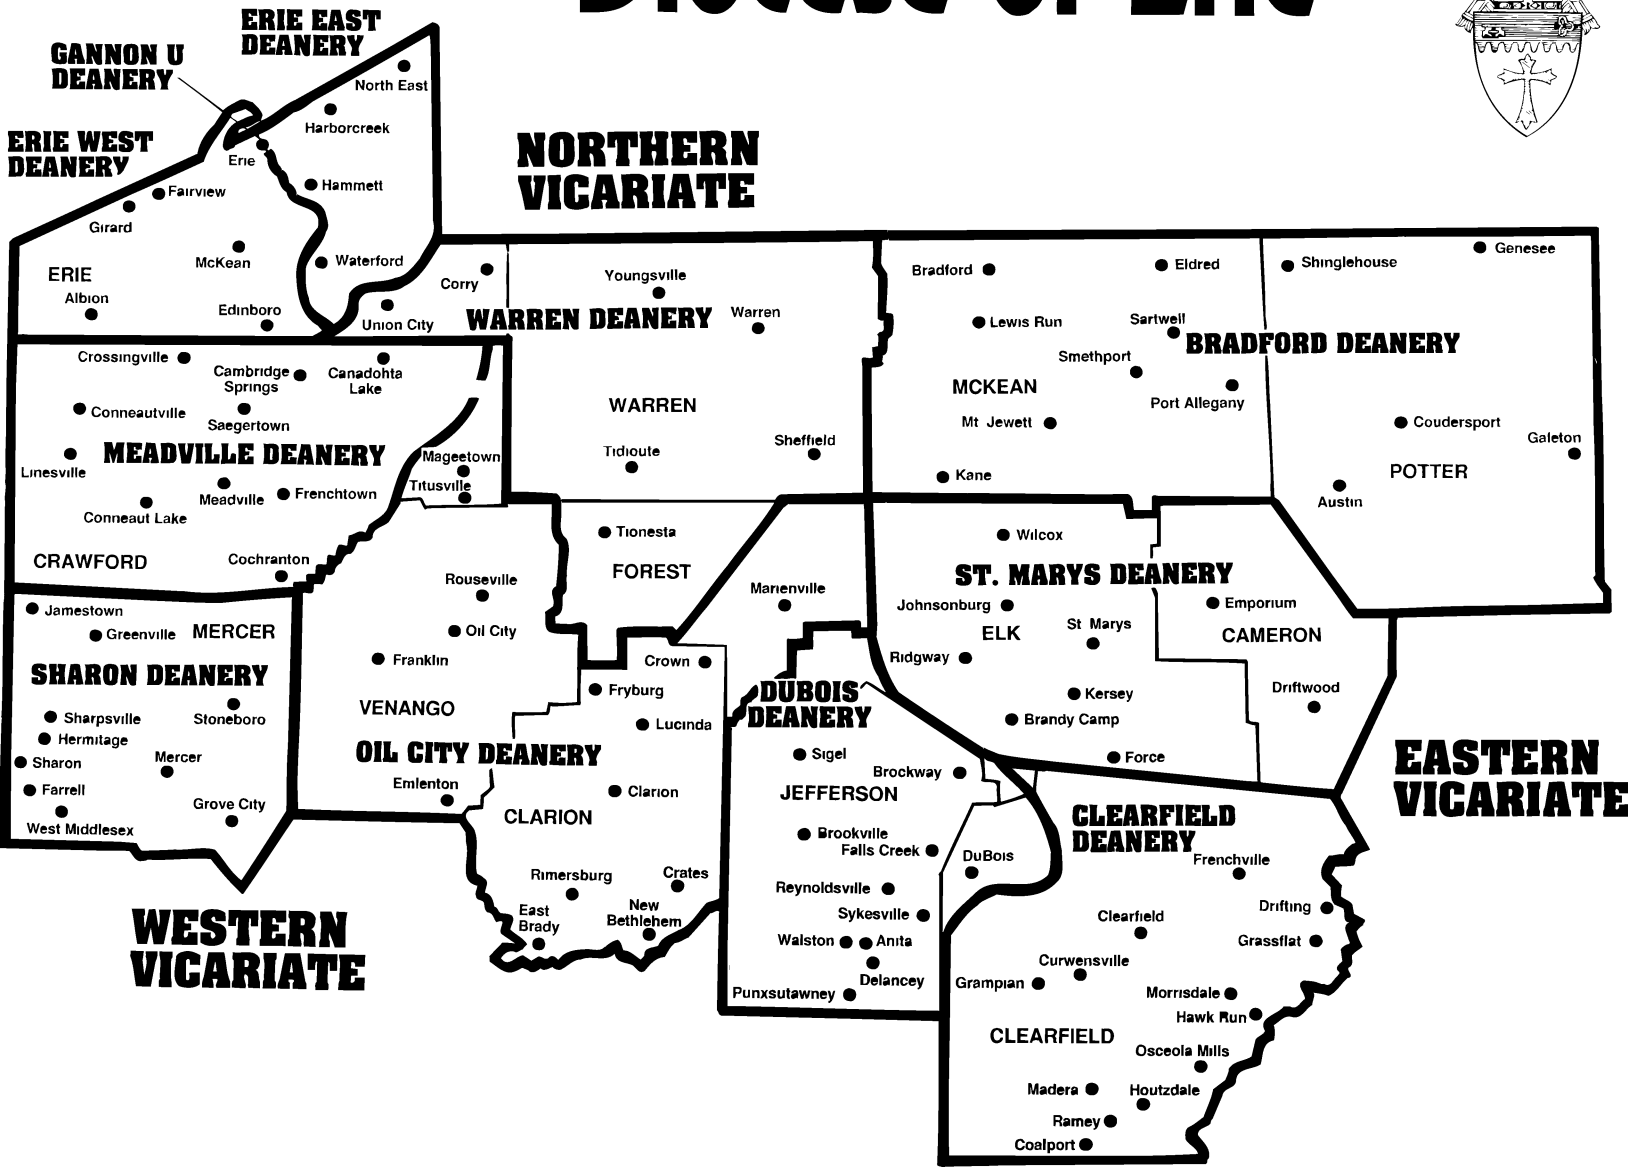 Diocese of Erie
ERIE EAST
DEANERY
GANNON U
DEANERY
ERIE WEST
DEANERY
North East
Harborcreek
Erie
Hammett
Fairview
Girard
McKean
Waterford
ERIE
Albion
Edinboro
Corry
Union City
NORTHERN
VICARIATE
Youngsville
WARREN DEANERY
Warren
WARREN
Tidioute
Sheffield
Bradford
Eldred
Shinglehouse
Genesee
Lewis Run
Sartwell
BRADFORD DEANERY
Smethport
MCKEAN
Port Allegany
Mt Jewett
Coudersport
Galeton
POTTER
Kane
Austin
Crossingville
Cambridge
Springs
Canadohta
Lake
Conneautville
Saegertown
MEADVILLE DEANERY
Mageetown
Linesville
Titusville
Meadville
Frenchtown
Conneaut Lake
CRAWFORD
Cochranton
Tionesta
FOREST
Marienville
Wilcox
ST. MARYS DEANERY
Johnsonburg
ELK
St Marys
Emporium
CAMERON
Ridgway
Driftwood
Kersey
Brandy Camp
Force
EASTERN
VICARIATE
Jamestown
Greenville
MERCER
SHARON DEANERY
Stoneboro
Sharpsville
Hermitage
Sharon
Mercer
Farrell
Grove City
West Middlesex
WESTERN
VICARIATE
Rouseville
Oil City
Franklin
VENANGO
OIL CITY DEANERY
Emlenton
Crown
Fryburg
Lucinda
Clarion
CLARION
Rimersburg
Crates
East
Brady
New
Bethlehem
DUBOIS
DEANERY
Sigel
Brockway
JEFFERSON
Brookville
Falls Creek
DuBois
Reynoldsville
Sykesville
Walston
Anita
Delancey
Punxsutawney
CLEARFIELD
DEANERY
Frenchville
Drifting
Clearfield
Grassflat
Curwensville
Grampian
Morrisdale
Hawk Run
CLEARFIELD
Osceola Mills
Madera
Houtzdale
Ramey
Coalport